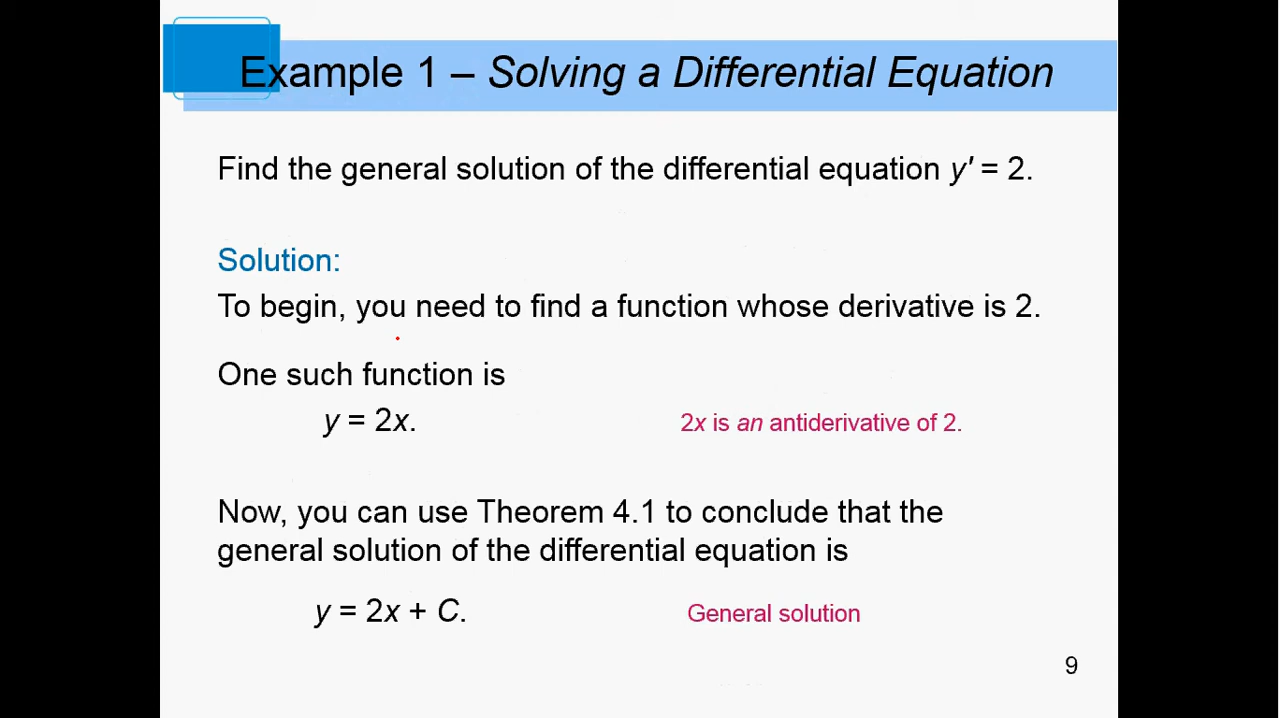 Example 1 – Solving a Differential Equation
Find the general solution of the differential equation y′ = 2.
Solution:
To begin, you need to find a function whose derivative is 2.
One such function is
y = 2x. 2x is an antiderivative of 2.
Now, you can use Theorem 4.1 to conclude that the
general solution of the differential equation is
y = 2x + C. General solution
9